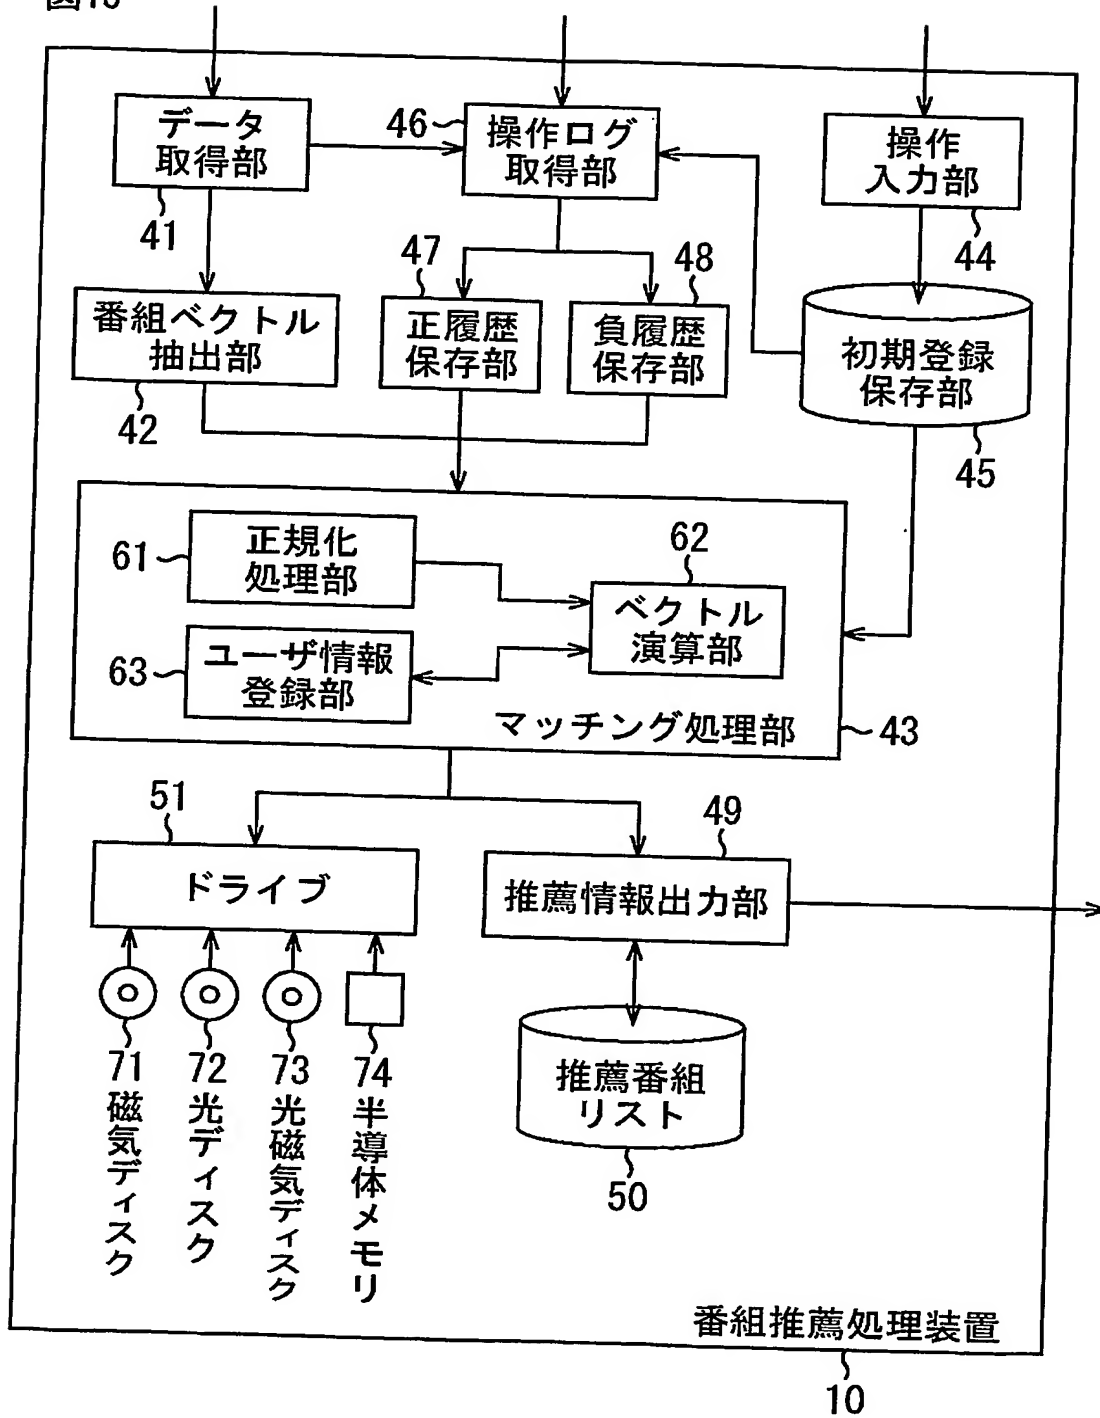 データ
取得部
41
46
操作ログ
取得部
操作
入力部
44
番組ベクトル
抽出部
42
47
正履歴
保存部
48
負履歴
保存部
初期登録
保存部
45
61
正規化
処理部
62
ベクトル
演算部
63
ユーザ情報
登録部
マッチング処理部
43
51
ドライブ
49
推薦情報出力部
71
磁気ディスク
72
光ディスク
73
光磁気ディスク
74
半導体メモリ
推薦番組
リスト
50
番組推薦処理装置
10